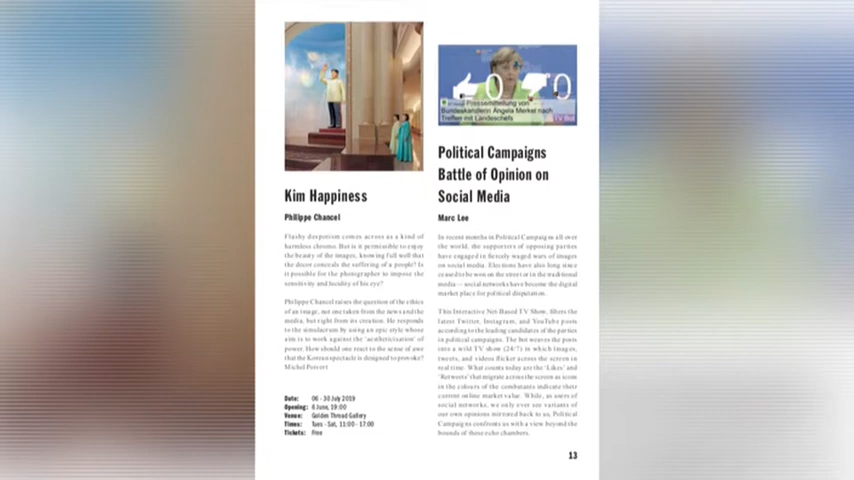 0 0
Pressemitteilung von
Bundeskanzlerin Angela Merkel nach
Treffen mit Landeschefs
TV Bot
Kim Happiness
Philippe Chancel
Flashy despotism comes across as a kind of
harmless chromo. But is it permissible to enjoy
the beauty of the images, knowing full well that
the decor conceals the suffering of a people? Is
it possible for the photographer to impose the
sensitivity and lucidity of his eye?
Philippe Chancel raises the question of the ethics
of an image, not one taken from the news and the
media, but right from its creation. He responds
to the simulacrum by using an epic style whose
aim is to work against the 'aestheticisation' of
power. How should one react to the sense of awe
that the Korean spectacle is designed to provoke?
Michel Poivert
Date: 06 - 30 July 2019
Opening: 6 June, 19:00
Venue: Golden Thread Gallery
Times: Tues - Sat, 11:00 - 17:00
Tickets: Free
Political Campaigns
Battle of Opinion on
Social Media
Marc Lee
In recent months in Political Campaigns all over
the world, the supporters of opposing parties
have engaged in fiercely waged wars of images
on social media. Elections have also long since
ceased to be won on the street or in the traditional
media — social networks have become the digital
market place for political disputation.
This Interactive Net-Based TV Show, filters the
latest Twitter, Instagram, and YouTube posts
according to the leading candidates of the parties
in political campaigns. The bot weaves the posts
into a wild TV show (24/7) in which images,
tweets, and videos flicker across the screen in
real time. What counts today are the 'Likes' and
'Retweets' that migrate across the screen as icons
in the colours of the combatants indicate their
current online market value. While, as users of
social networks, we only ever see variants of
our own opinions mirrored back to us, Political
Campaigns confronts us with a view beyond the
bounds of these echo chambers.
13